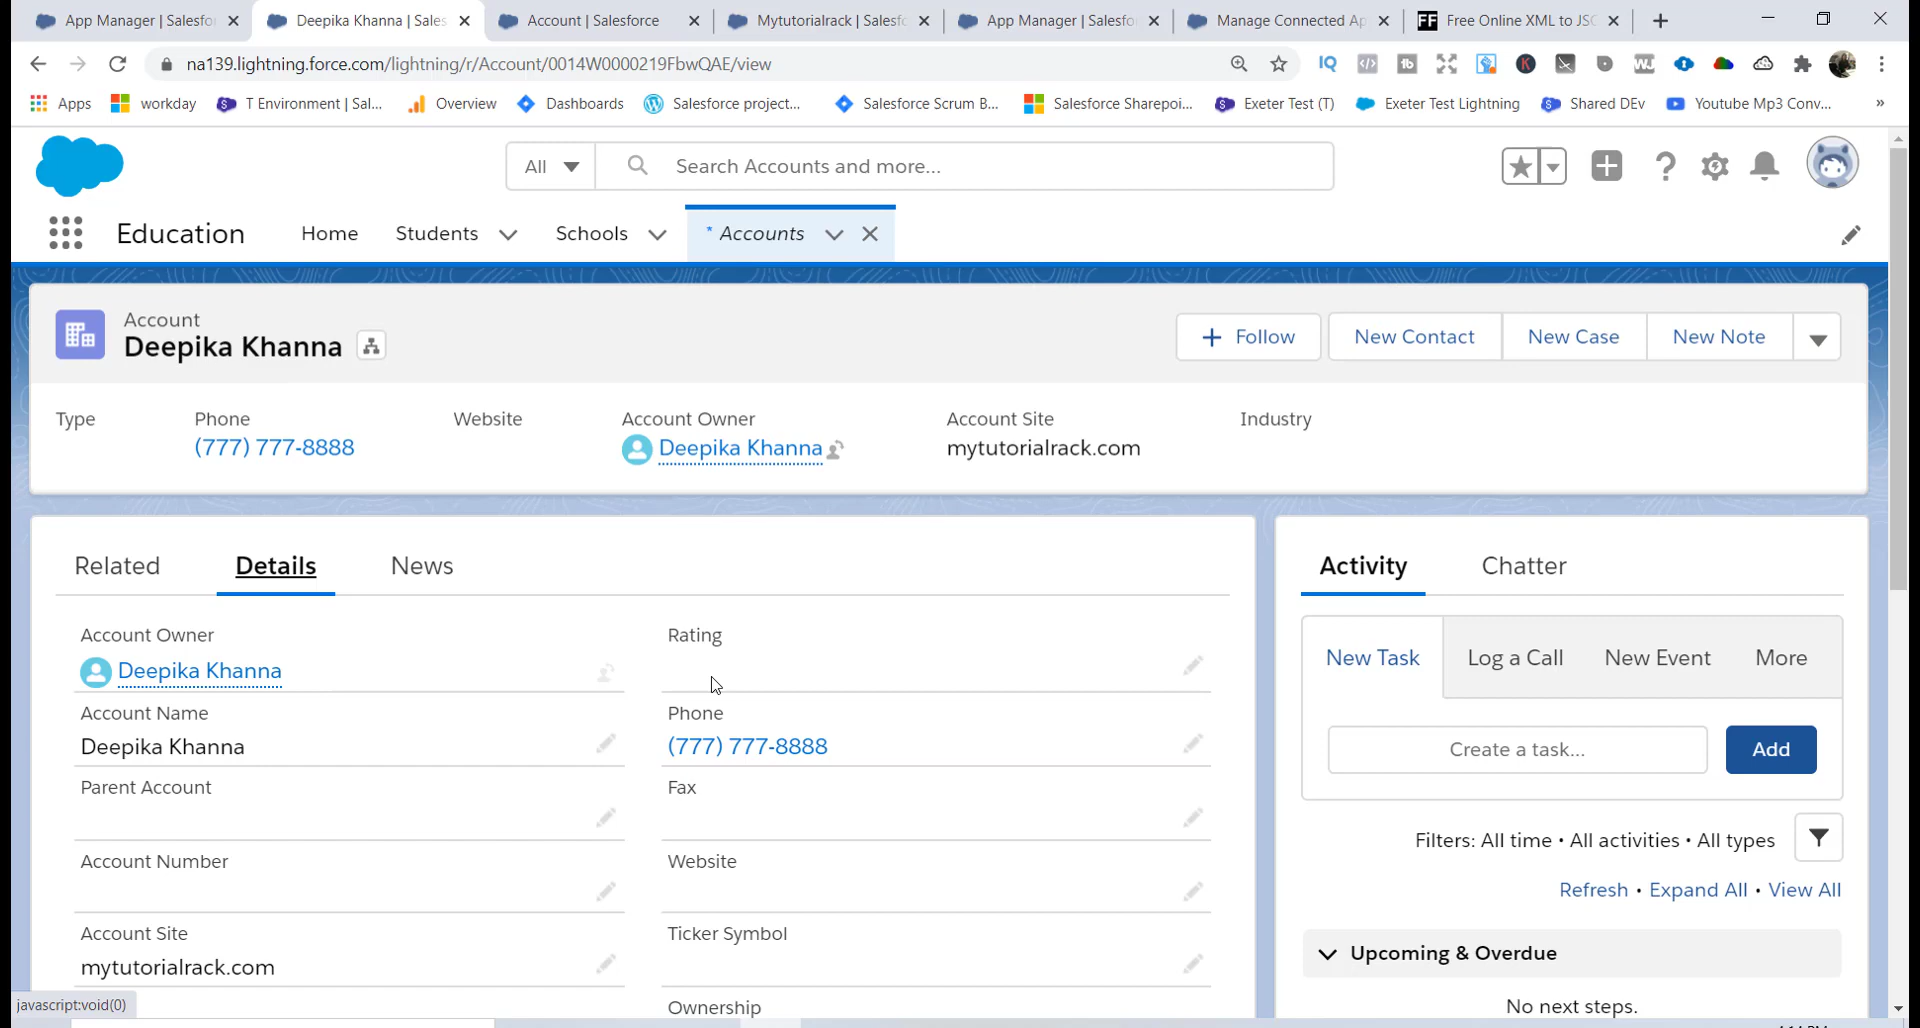 App Manager | Salesfo
Deepika Khanna | Sales
Account | Salesforce
Mytutorialrack | Salesfo
App Manager | Salesfo
Manage Connected Ap
FF Free Online XML to JSO
na139.lightning.force.com/lightning/r/Account/0014W0000219FbwQAE/view
IQ
tb
K
WJ
Apps
workday
T Environment | Sal...
Overview
Dashboards
Salesforce project...
Salesforce Scrum B...
Salesforce Sharepoi...
Exeter Test (T)
Exeter Test Lightning
Shared DEv
Youtube Mp3 Conv...
»
All
Search Accounts and more...
Education
Home
Students
Schools
* Accounts
Account
Deepika Khanna
+ Follow
New Contact
New Case
New Note
Type
Phone
Website
Account Owner
Account Site
Industry
(777) 777-8888
Deepika Khanna
mytutorialrack.com
Related
Details
News
Activity
Chatter
Account Owner
Deepika Khanna
Rating
Account Name
Deepika Khanna
Phone
(777) 777-8888
Parent Account
Fax
Account Number
Website
Account Site
mytutorialrack.com
Ticker Symbol
Ownership
New Task
Log a Call
New Event
More
Create a task...
Add
Filters: All time • All activities • All types
Refresh • Expand All • View All
Upcoming & Overdue
No next steps.
javascript:void(0)